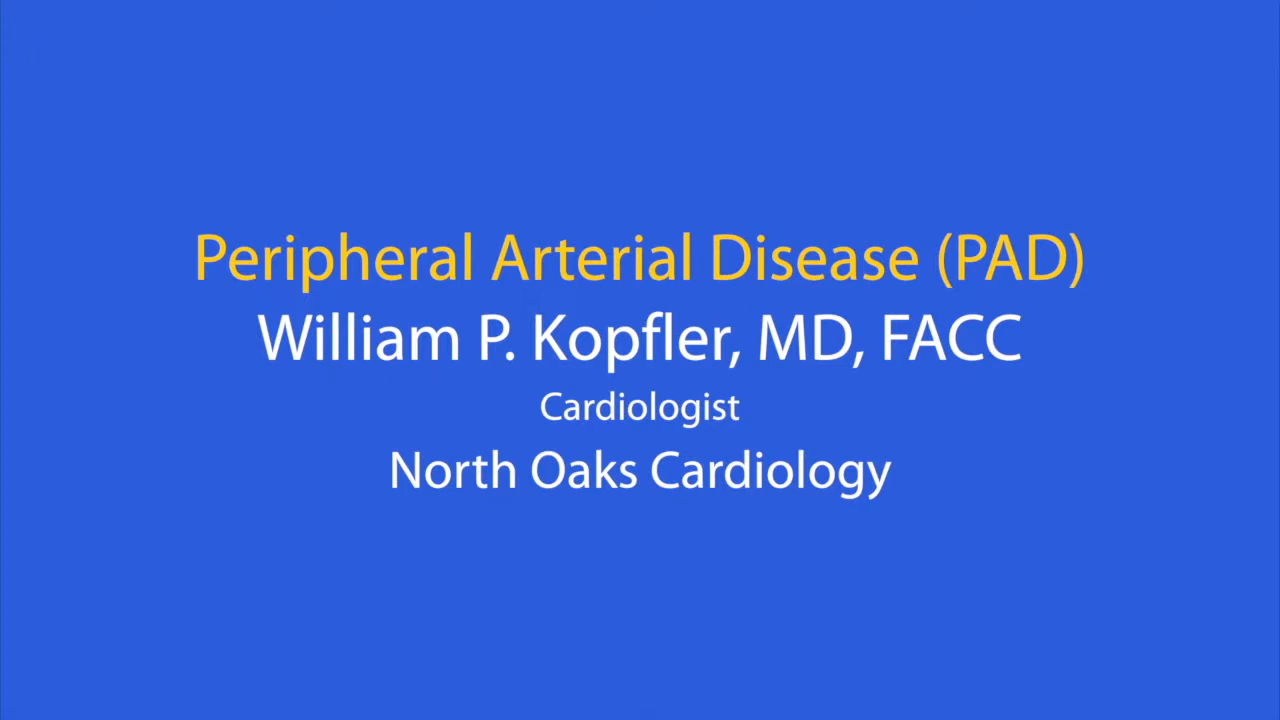 Peripheral Arterial Disease (PAD)
William P. Kopfler, MD, FACC
Cardiologist
North Oaks Cardiology